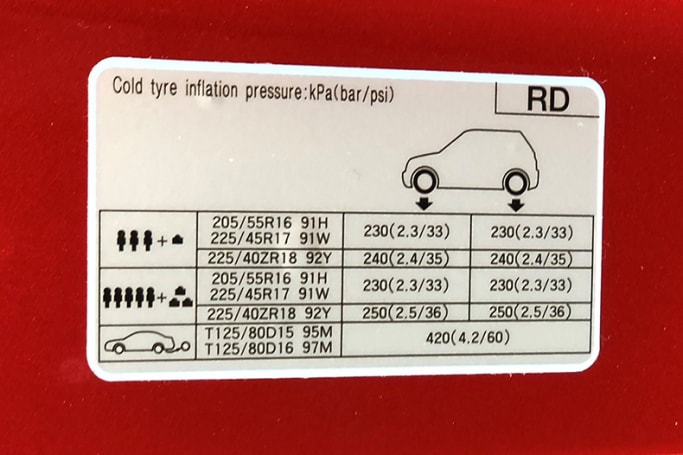 Cold tyre inflation pressure:kPa(bar/psi)
RD
205/55R16 91H
225/45R17 91W
230(2.3/33) 230(2.3/33)
225/40ZR18 92Y 240(2.4/35) 240(2.4/35)
205/55R16 91H
225/45R17 91W
230(2.3/33) 230(2.3/33)
225/40ZR18 92Y 250(2.5/36) 250(2.5/36)
T125/80D15 95M
T125/80D16 97M
420(4.2/60)